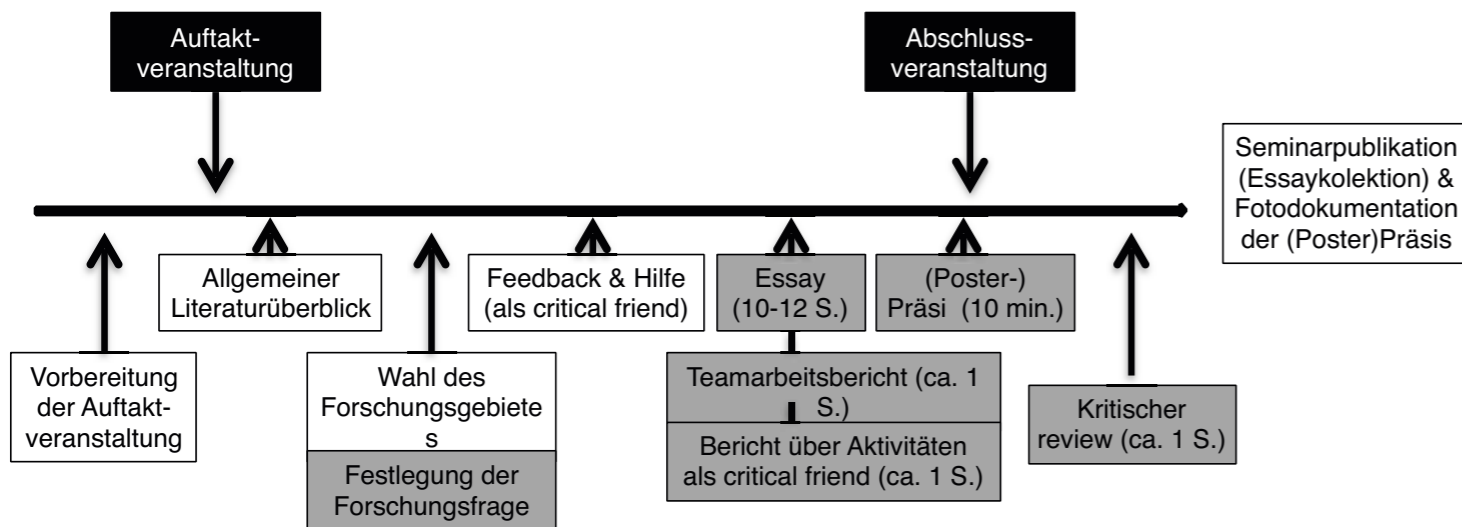 Auftakt-
veranstaltung
Abschluss-
veranstaltung
Seminarpublikation
(Essaykolektion) &
Fotodokumentation
der (Poster)Präsis
Allgemeiner
Literaturüberblick
Feedback & Hilfe
(als critical friend)
Essay
(10-12 S.)
(Poster-)
Präsi (10 min.)
Vorbereitung
der Auftakt-
veranstaltung
Wahl des
Forschungsgebiete
s
Festlegung der
Forschungsfrage
Teamarbeitsbericht (ca. 1
S.)
Bericht über Aktivitäten
als critical friend (ca. 1 S.)
Kritischer
review (ca. 1 S.)